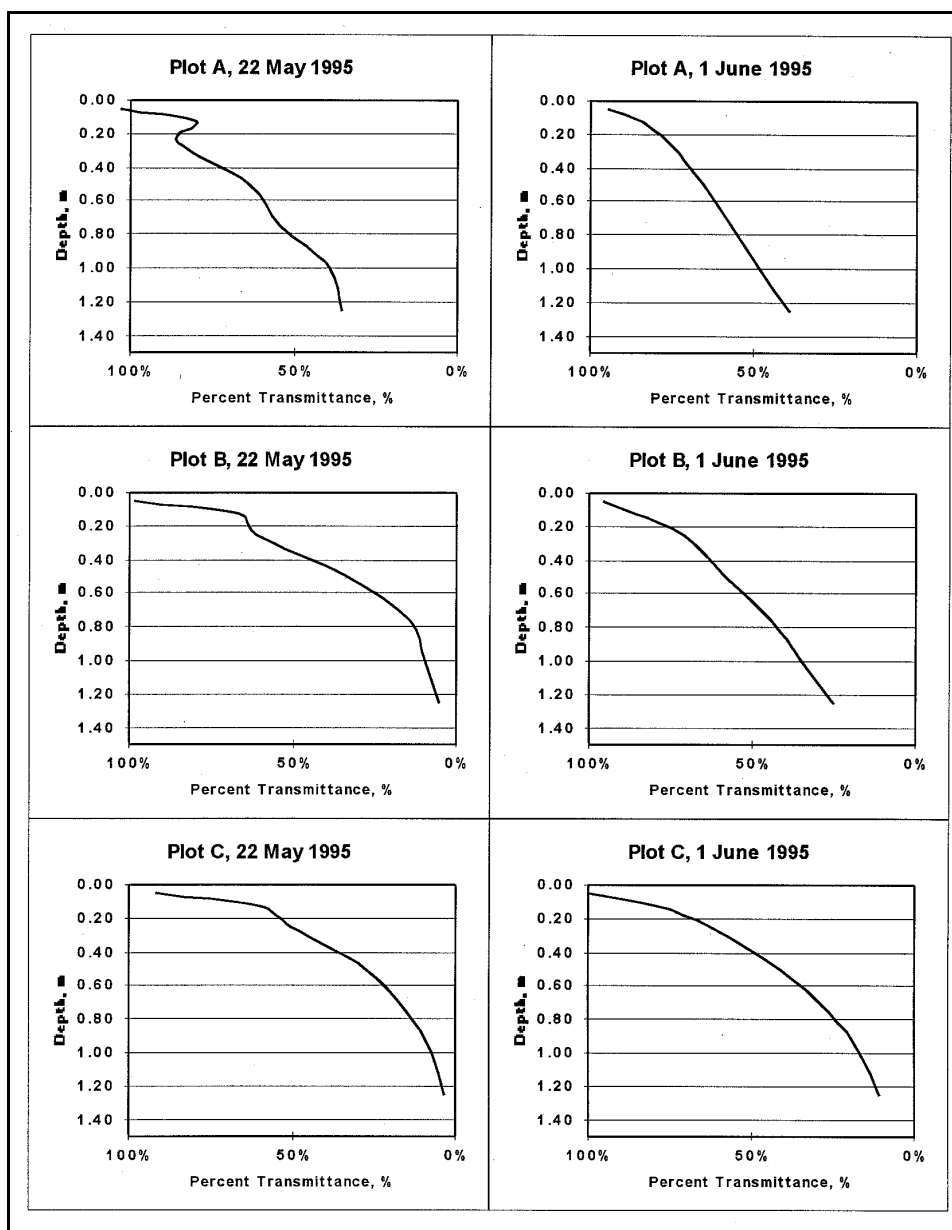 Plot A, 22 May 1995
0.00
0.20
0.40
0.60
0.80
1.00
1.20
1.40
Depth, m
100% 50% 0%
Percent Transmittance, %
Plot A, 1 June 1995
0.00
0.20
0.40
0.60
0.80
1.00
1.20
1.40
Depth, m
100% 50% 0%
Percent Transmittance, %
Plot B, 22 May 1995
0.00
0.20
0.40
0.60
0.80
1.00
1.20
1.40
Depth, m
100% 50% 0%
Percent Transmittance, %
Plot B, 1 June 1995
0.00
0.20
0.40
0.60
0.80
1.00
1.20
1.40
Depth, m
100% 50% 0%
Percent Transmittance, %
Plot C, 22 May 1995
0.00
0.20
0.40
0.60
0.80
1.00
1.20
1.40
Depth, m
100% 50% 0%
Percent Transmittance, %
Plot C, 1 June 1995
0.00
0.20
0.40
0.60
0.80
1.00
1.20
1.40
Depth, m
100% 50% 0%
Percent Transmittance, %